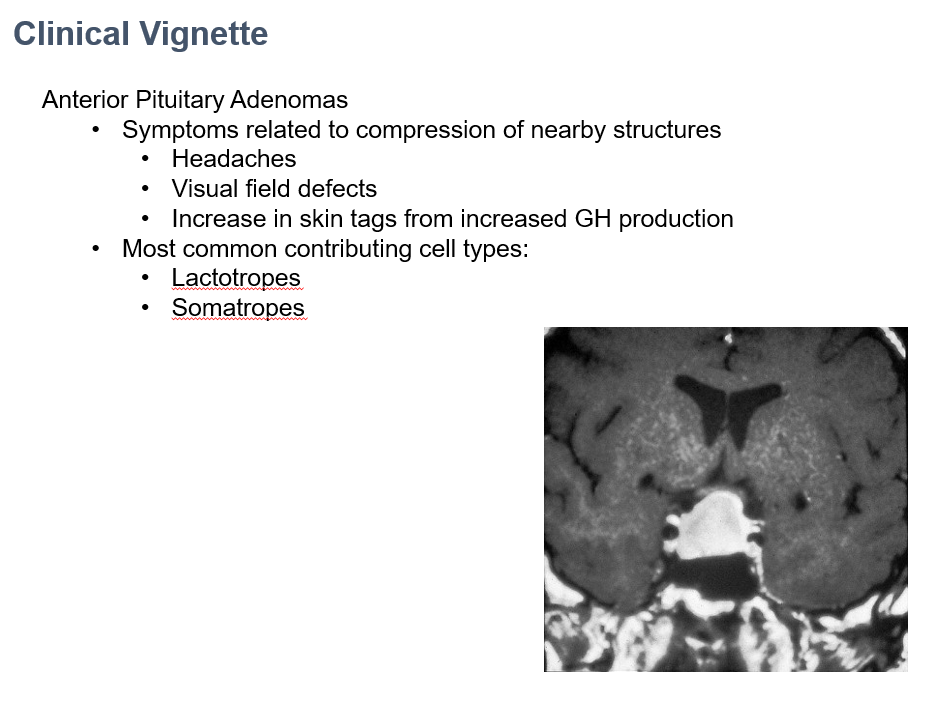 Clinical Vignette
Anterior Pituitary Adenomas
• Symptoms related to compression of nearby structures
• Headaches
• Visual field defects
• Increase in skin tags from increased GH production
• Most common contributing cell types:
• Lactotropes
• Somatropes